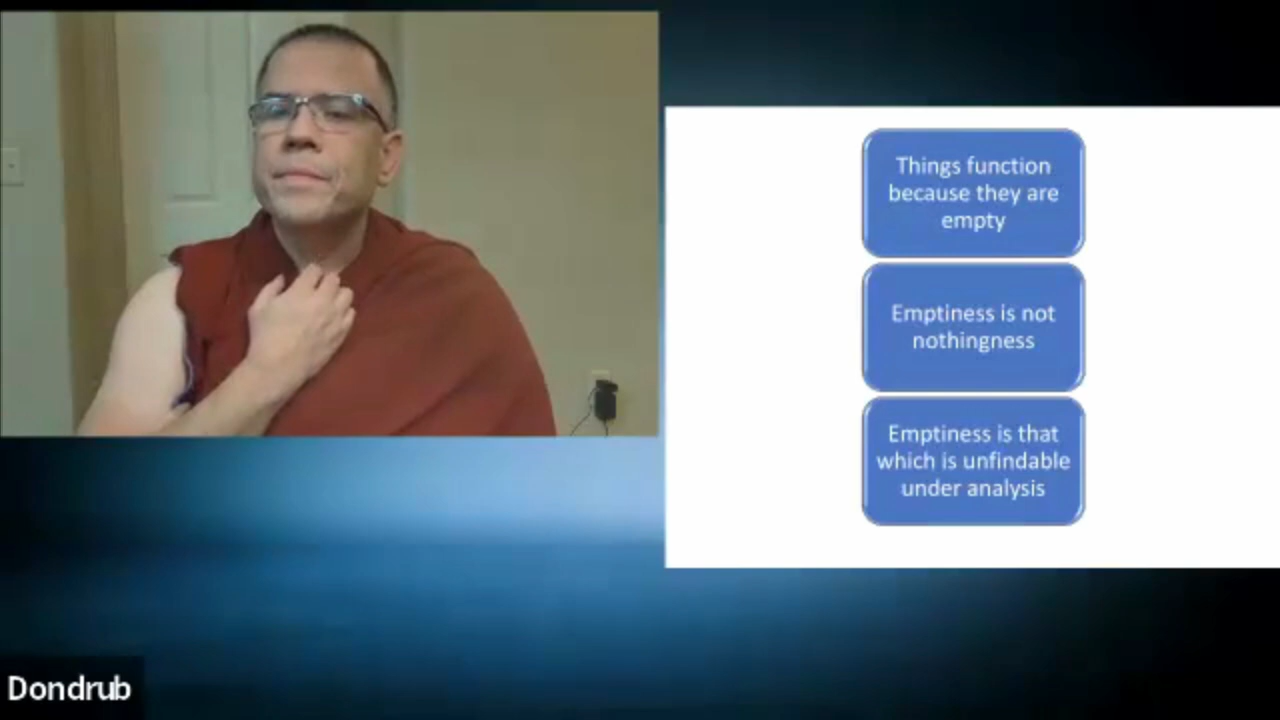 Things function
because they are
empty
Emptiness is not
nothingness
Emptiness is that
which is unfindable
under analysis
Dondrub